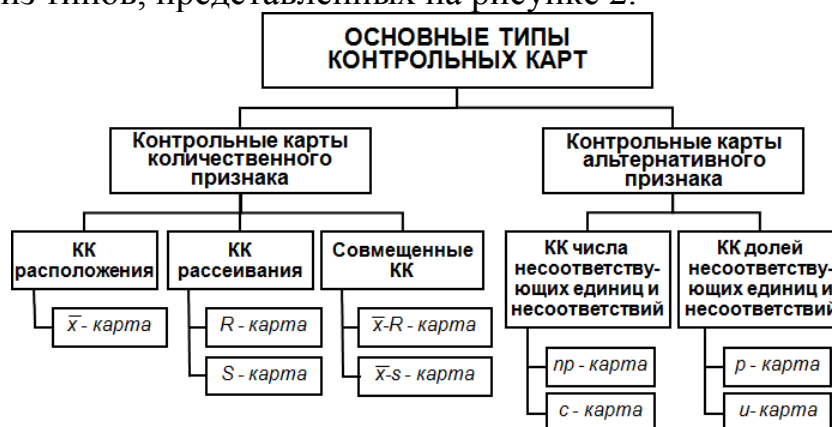 из типов, представленных на рисунке 2.
ОСНОВНЫЕ ТИПЫ
КОНТРОЛЬНЫХ КАРТ
Контрольные карты
количественного
признака
Контрольные карты
альтернативного
признака
КК
расположения
КК
рассеивания
Совмещенные
КК
КК числа
несоответству-
ющих единиц и
несоответствий
КК долей
несоответству-
ющих единиц и
несоответствий
x̅ - карта
R - карта
S - карта
x̅-R - карта
x̅-s - карта
np - карта
c - карта
p - карта
u- карта